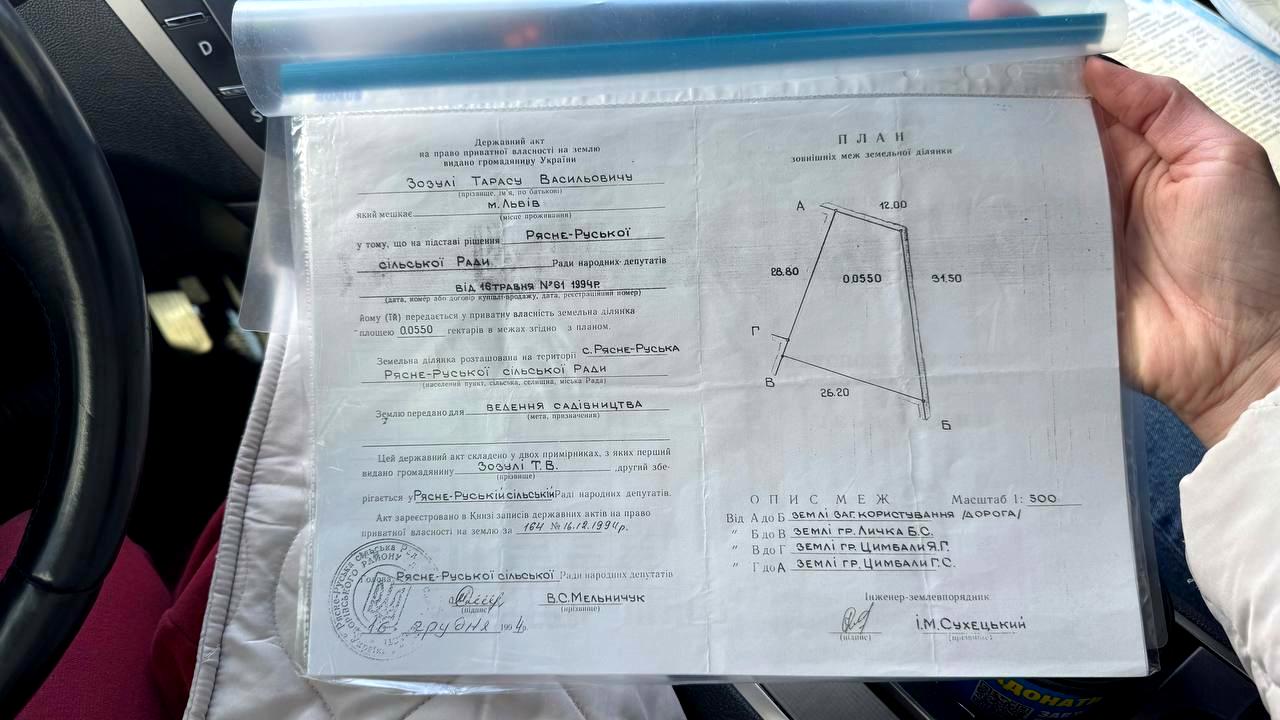 D
S
Державний акт
на право приватної власності на землю
видано громадянину України
Зозулі Тарасу Васильовичу
(прізвище, ім'я, по батькові)
який мешкає м. Львів
(місце проживання)
у тому, що на підставі рішення Рясне-Руської
сільської Ради Ради народних депутатів
від 16 травня № 61 1994 р.
(дата, номер або договір купівлі-продажу, дата, реєстраційний номер)
йому (їй) передається у приватну власність земельна ділянка
площею 0.0550 гектарів в межах згідно з планом.
Земельна ділянка розташована на території с. Рясне-Руська
Рясне-Руської сільської Ради
(населений пункт, сільська, селищна, міська Рада)
Землю передано для ведення садівництва
(мета, призначення)
Цей державний акт складено у двох примірниках, з яких перший
видано громадянину Зозулі Т.В. , другий збе-
(прізвище)
рігається у Рясне-Руській сільській Раді народних депутатів.
Акт зареєстровано в Книзі записів державних актів на право
приватної власності на землю за 164 № 16.12.1994р.
Голова Рясне-Руської сільської Ради народних депутатів
В.С. Мельничук
(підпис) (прізвище)
16 грудня 1994р.
ПЛАН
зовнішніх меж земельної ділянки
А
12.00
28.80
0.0550
31.50
Г
В
26.20
Б
ОПИС МЕЖ Масштаб 1: 500
Від А до Б землі заг. користування /дорога/
" Б до В землі гр. Личка Б.С.
" В до Г землі гр. Цимбали Я.Г.
" Г до А землі гр. Цимбали Г.С.
Інженер-землевпорядник
І.М. Сухецький
(підпис) (прізвище)